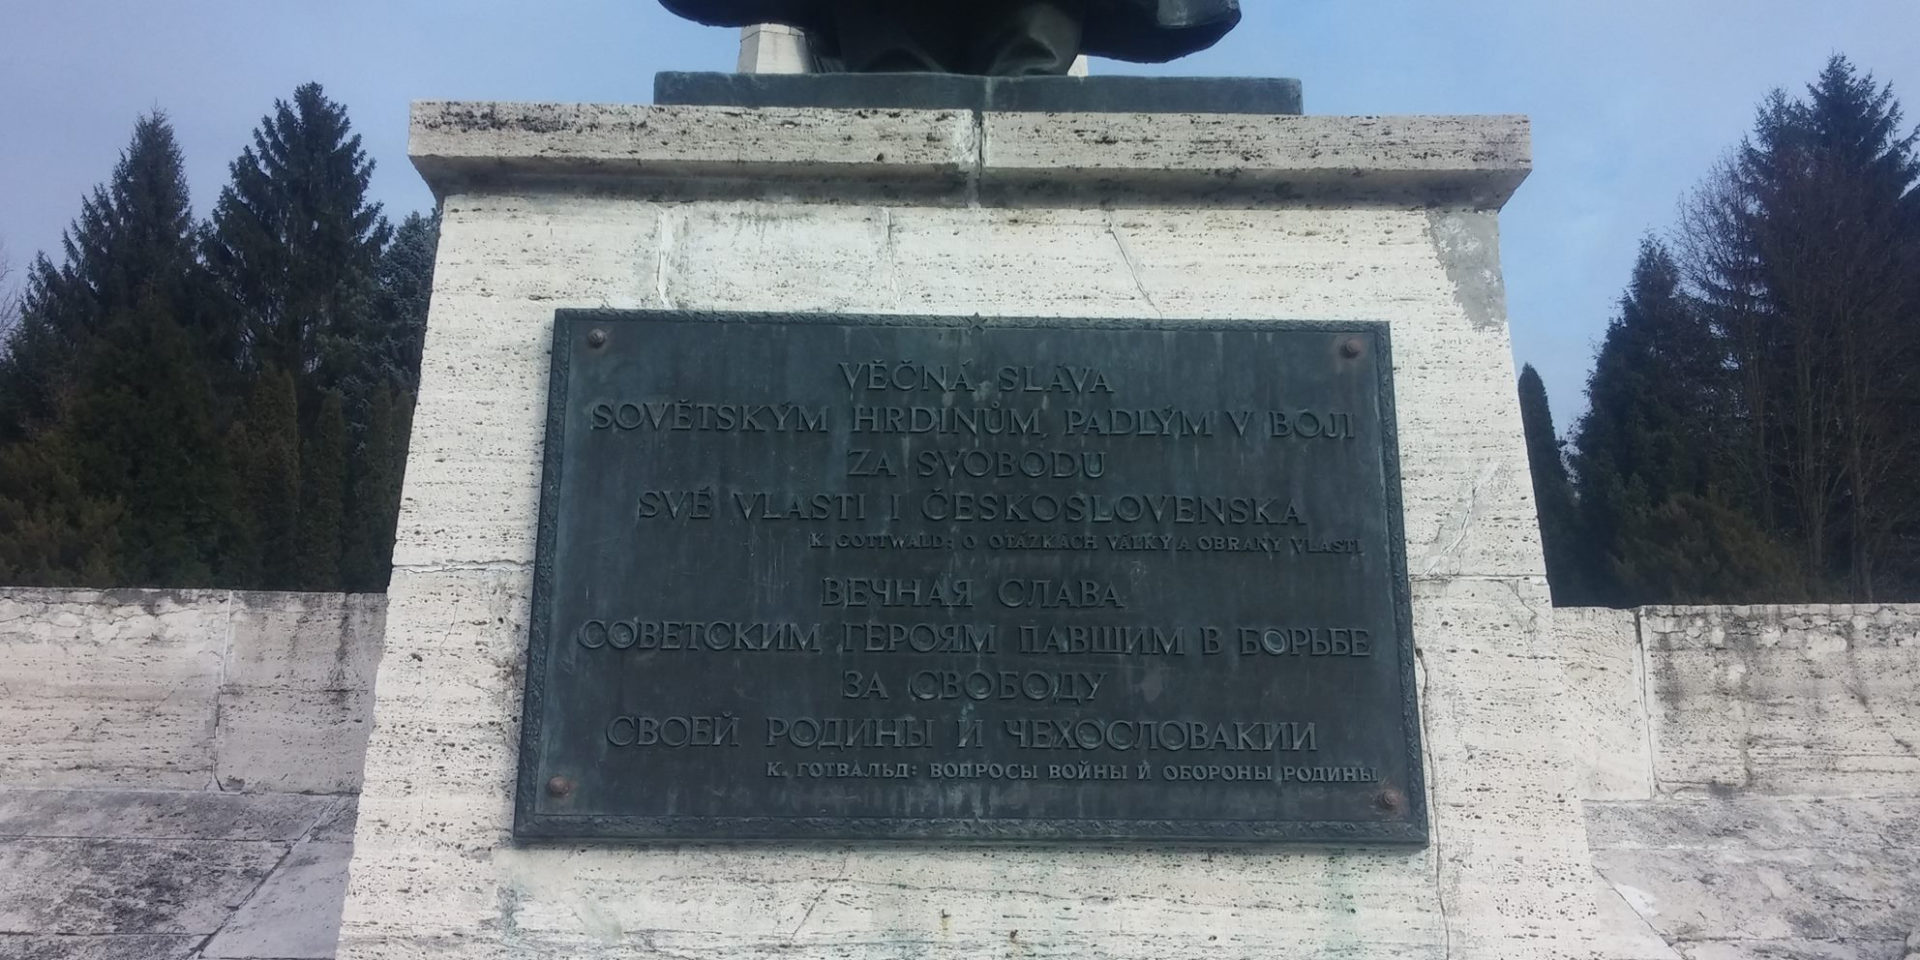 VĚČNÁ SLÁVA
SOVĚTSKÝM HRDINŮM PADLÝM V BOJI
ZA SVOBODU
SVÉ VLASTI I ČESKOSLOVENSKA
K. GOTTWALD: O OTÁZKÁCH VÁLKY A OBRANY VLASTI.
ВЕЧНАЯ СЛАВА
СОВЕТСКИМ ГЕРОЯМ ПАВШИМ В БОРЬБЕ
ЗА СВОБОДУ
СВОЕЙ РОДИНЫ И ЧЕХОСЛОВАКИИ
К. ГОТВАЛЬД: ВОПРОСЫ ВОЙНЫ И ОБОРОНЫ РОДИНЫ